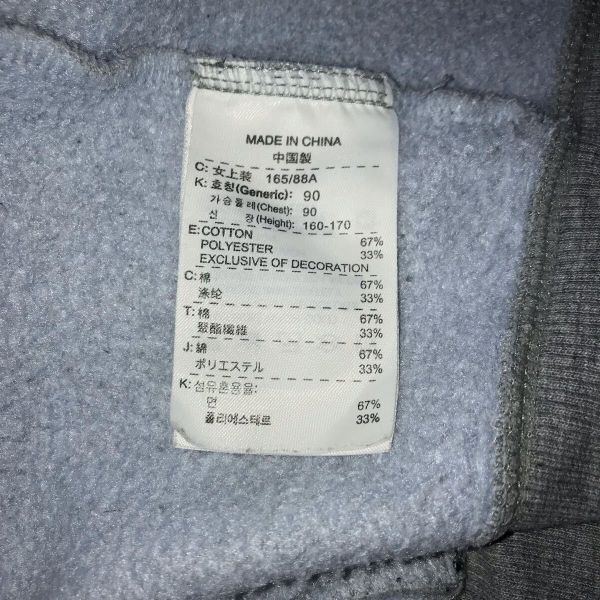 MADE IN CHINA
中国製
C: 女上装 165/88A
K: 호칭(Generic): 90
가슴둘레(Chest): 90
신 장(Height): 160-170
E: COTTON 67%
POLYESTER 33%
EXCLUSIVE OF DECORATION
C: 棉 67%
涤纶 33%
T: 棉 67%
聚酯纖維 33%
J: 綿 67%
ポリエステル 33%
K: 섬유혼용율:
면 67%
폴리에스테르 33%